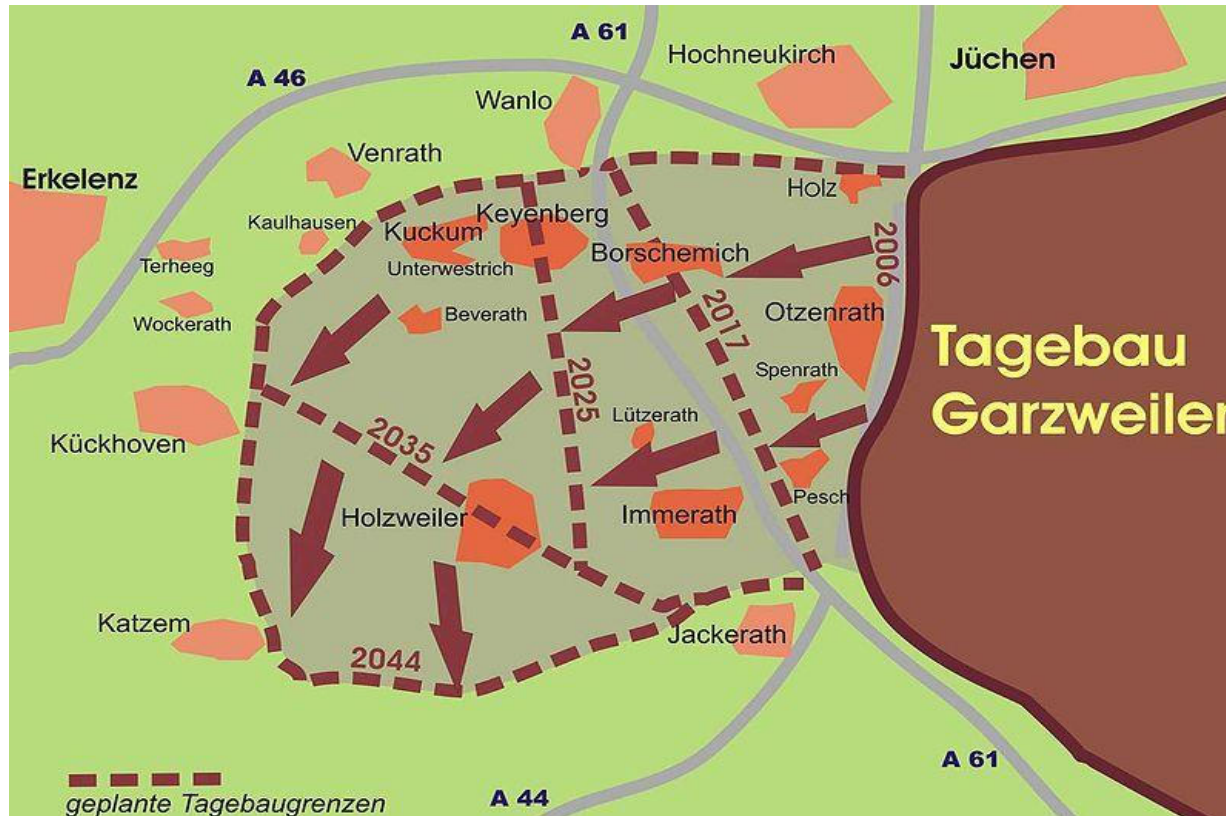 A 61
Hochneukirch
Jüchen
A 46
Wanlo
Venrath
Erkelenz
Holz
Kaulhausen
Keyenberg
Kuckum
Borschemich
2006
Terheeg
Unterwestrich
Wockerath
Beverath
2017
Otzenrath
Tagebau
Garzweiler
Spenrath
2025
Lützerath
Kückhoven
2035
Holzweiler
Immerath
Pesch
Katzem
Jackerath
2044
A 61
A 44
geplante Tagebaugrenzen